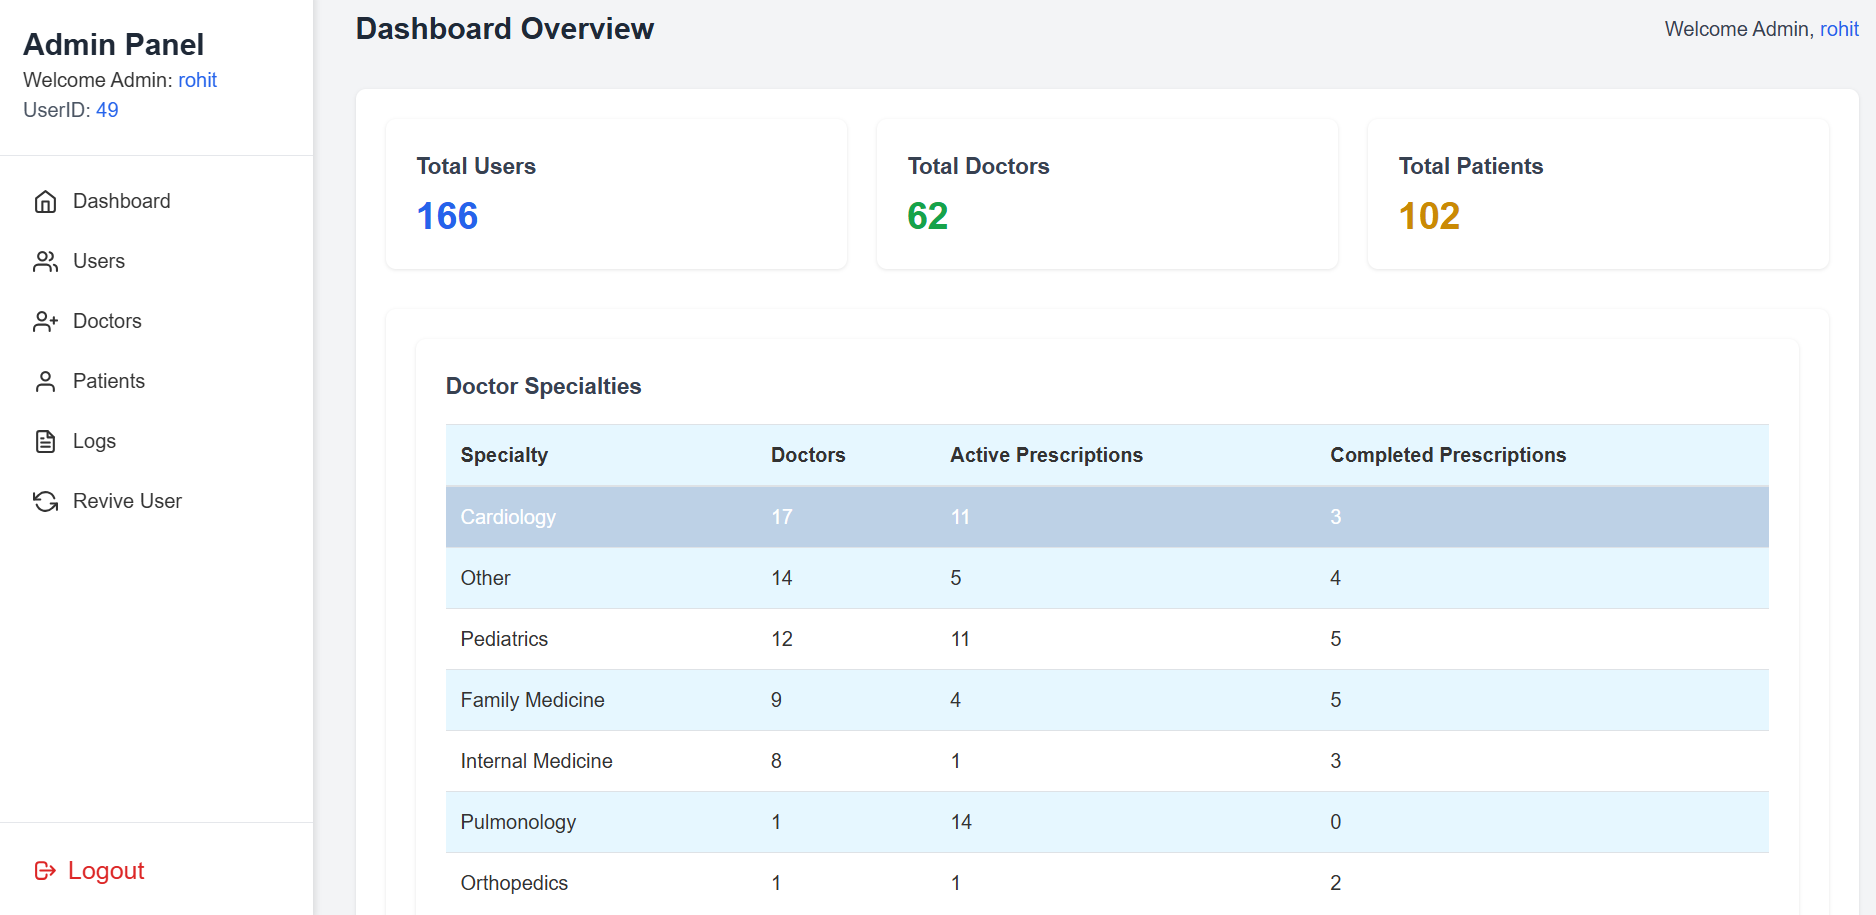 Admin Panel
Welcome Admin: rohit
UserID: 49
Dashboard
Users
Doctors
Patients
Logs
Revive User
Logout
Dashboard Overview
Welcome Admin, rohit
Total Users
166
Total Doctors
62
Total Patients
102
Doctor Specialties
Specialty Doctors Active Prescriptions Completed Prescriptions
Cardiology 17 11 3
Other 14 5 4
Pediatrics 12 11 5
Family Medicine 9 4 5
Internal Medicine 8 1 3
Pulmonology 1 14 0
Orthopedics 1 1 2